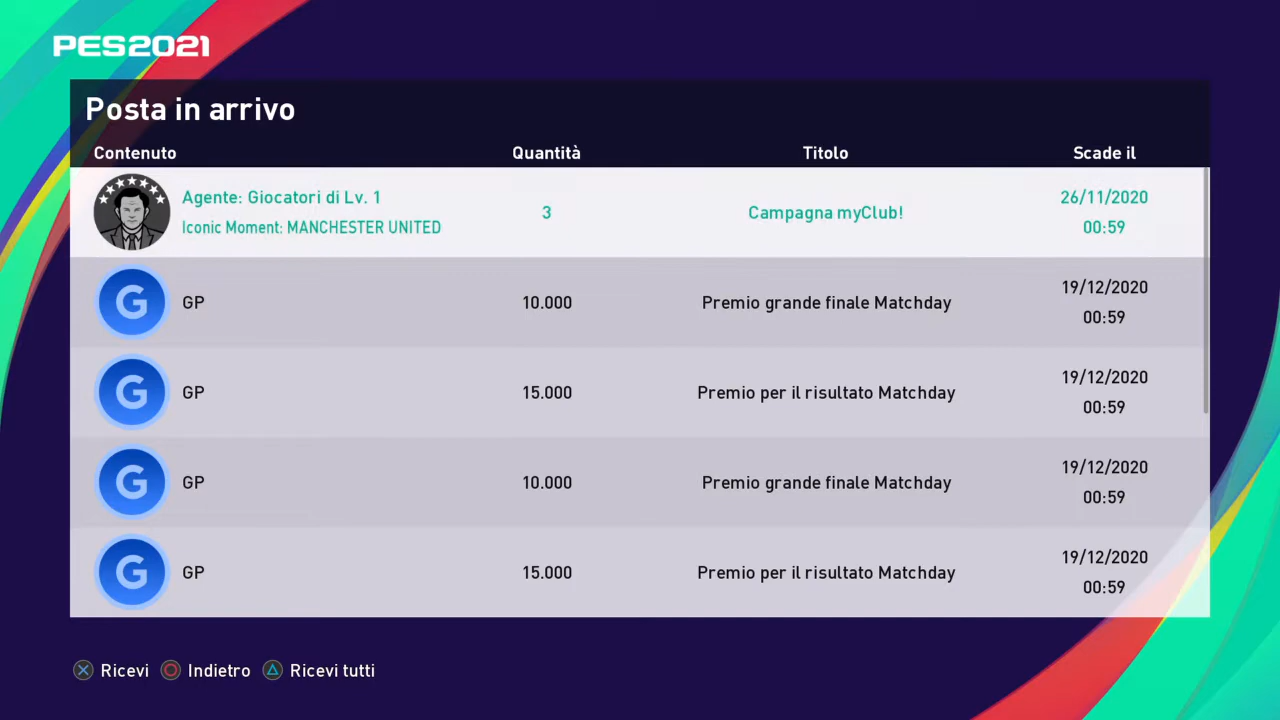 PES2021
Posta in arrivo
Contenuto Quantità Titolo Scade il
Agente: Giocatori di Lv. 1
Iconic Moment: MANCHESTER UNITED
3
Campagna myClub!
26/11/2020
00:59
G
GP 10.000 Premio grande finale Matchday
19/12/2020
00:59
G
GP 15.000 Premio per il risultato Matchday
19/12/2020
00:59
G
GP 10.000 Premio grande finale Matchday
19/12/2020
00:59
G
GP 15.000 Premio per il risultato Matchday
19/12/2020
00:59
Ricevi Indietro Ricevi tutti